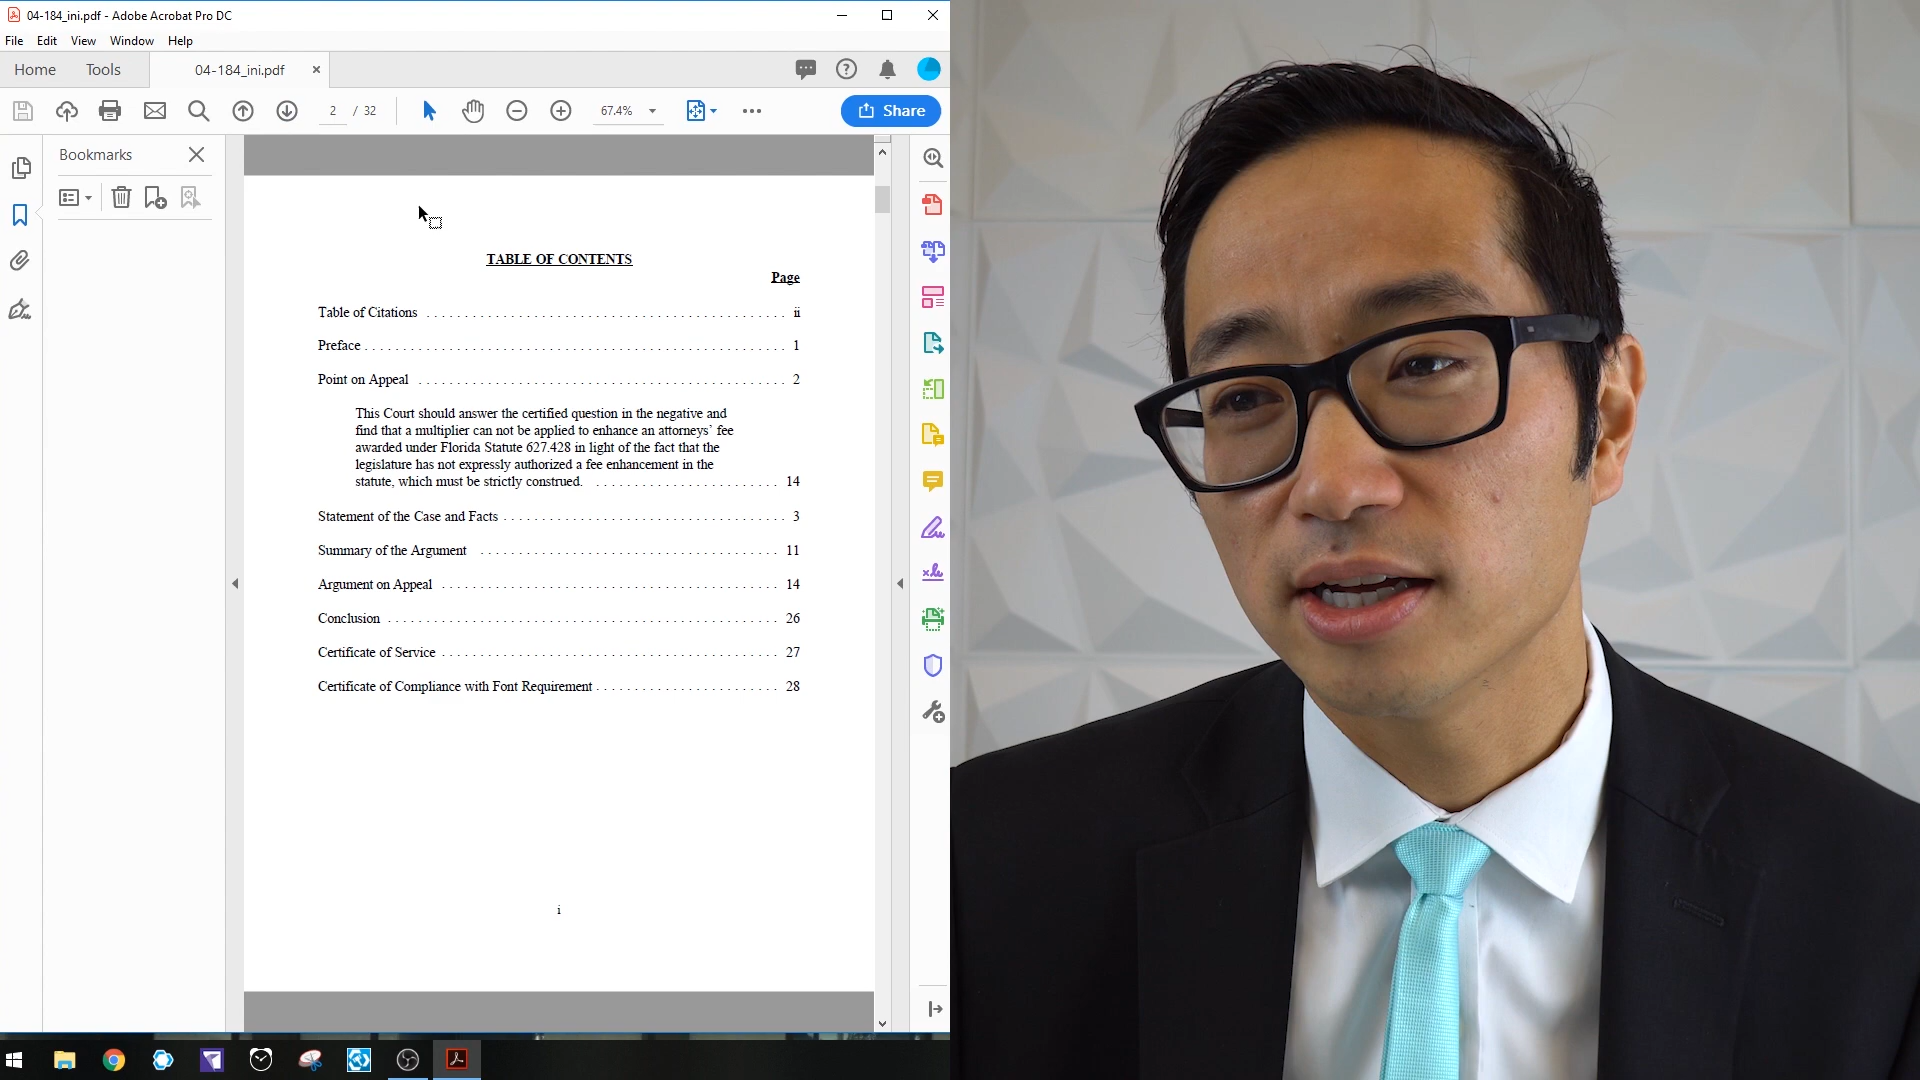 04-184_ini.pdf - Adobe Acrobat Pro DC
File Edit View Window Help
Home Tools 04-184_ini.pdf
2 / 32 67.4% Share
Bookmarks
TABLE OF CONTENTS
Page
Table of Citations ii
Preface 1
Point on Appeal 2
This Court should answer the certified question in the negative and
find that a multiplier can not be applied to enhance an attorneys’ fee
awarded under Florida Statute 627.428 in light of the fact that the
legislature has not expressly authorized a fee enhancement in the
statute, which must be strictly construed. 14
Statement of the Case and Facts 3
Summary of the Argument 11
Argument on Appeal 14
Conclusion 26
Certificate of Service 27
Certificate of Compliance with Font Requirement 28
i